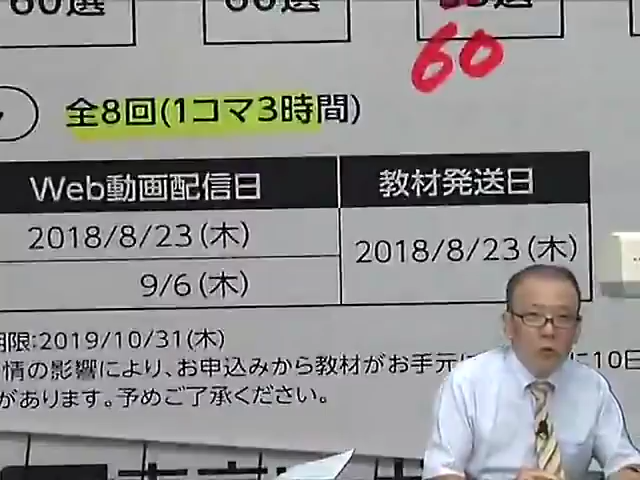 60選
60選
60
全8回(1コマ3時間)
Web動画配信日 教材発送日
2018/8/23(木) 2018/8/23(木)
9/6(木)
期限:2019/10/31(木)
情の影響により、お申込みから教材がお手元に 10日
があります。予めご了承ください。